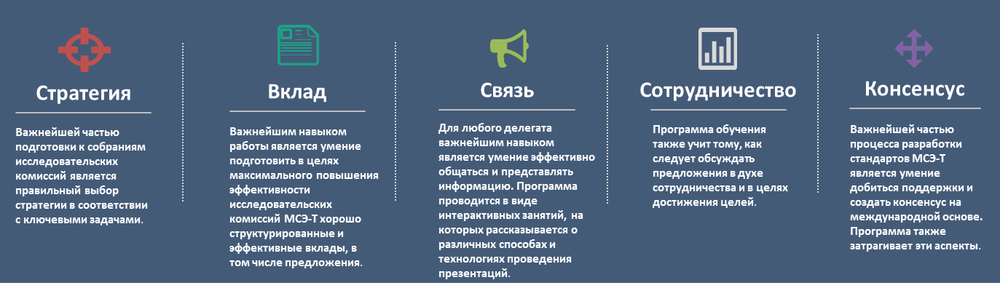 Стратегия
Важнейшей частью
подготовки к собраниям
исследовательских
комиссий является
правильный выбор
стратегии в соответствии
с ключевыми задачами.
Вклад
Важнейшим навыком
работы является умение
подготовить в целях
максимального повышения
эффективности
исследовательских
комиссий МСЭ-Т хорошо
структурированные и
эффективные вклады, в
том числе предложения.
Связь
Для любого делегата
важнейшим навыком
является умение эффективно
общаться и представлять
информацию. Программа
проводится в виде
интерактивных занятий, на
которых рассказывается о
различных способах и
технологиях проведения
презентаций.
Сотрудничество
Программа обучения
также учит тому, как
следует обсуждать
предложения в духе
сотрудничества и в целях
достижения целей.
Консенсус
Важнейшей частью
процесса разработки
стандартов МСЭ-Т
является умение
добиться поддержки и
создать консенсус на
международной основе.
Программа также
затрагивает эти аспекты.